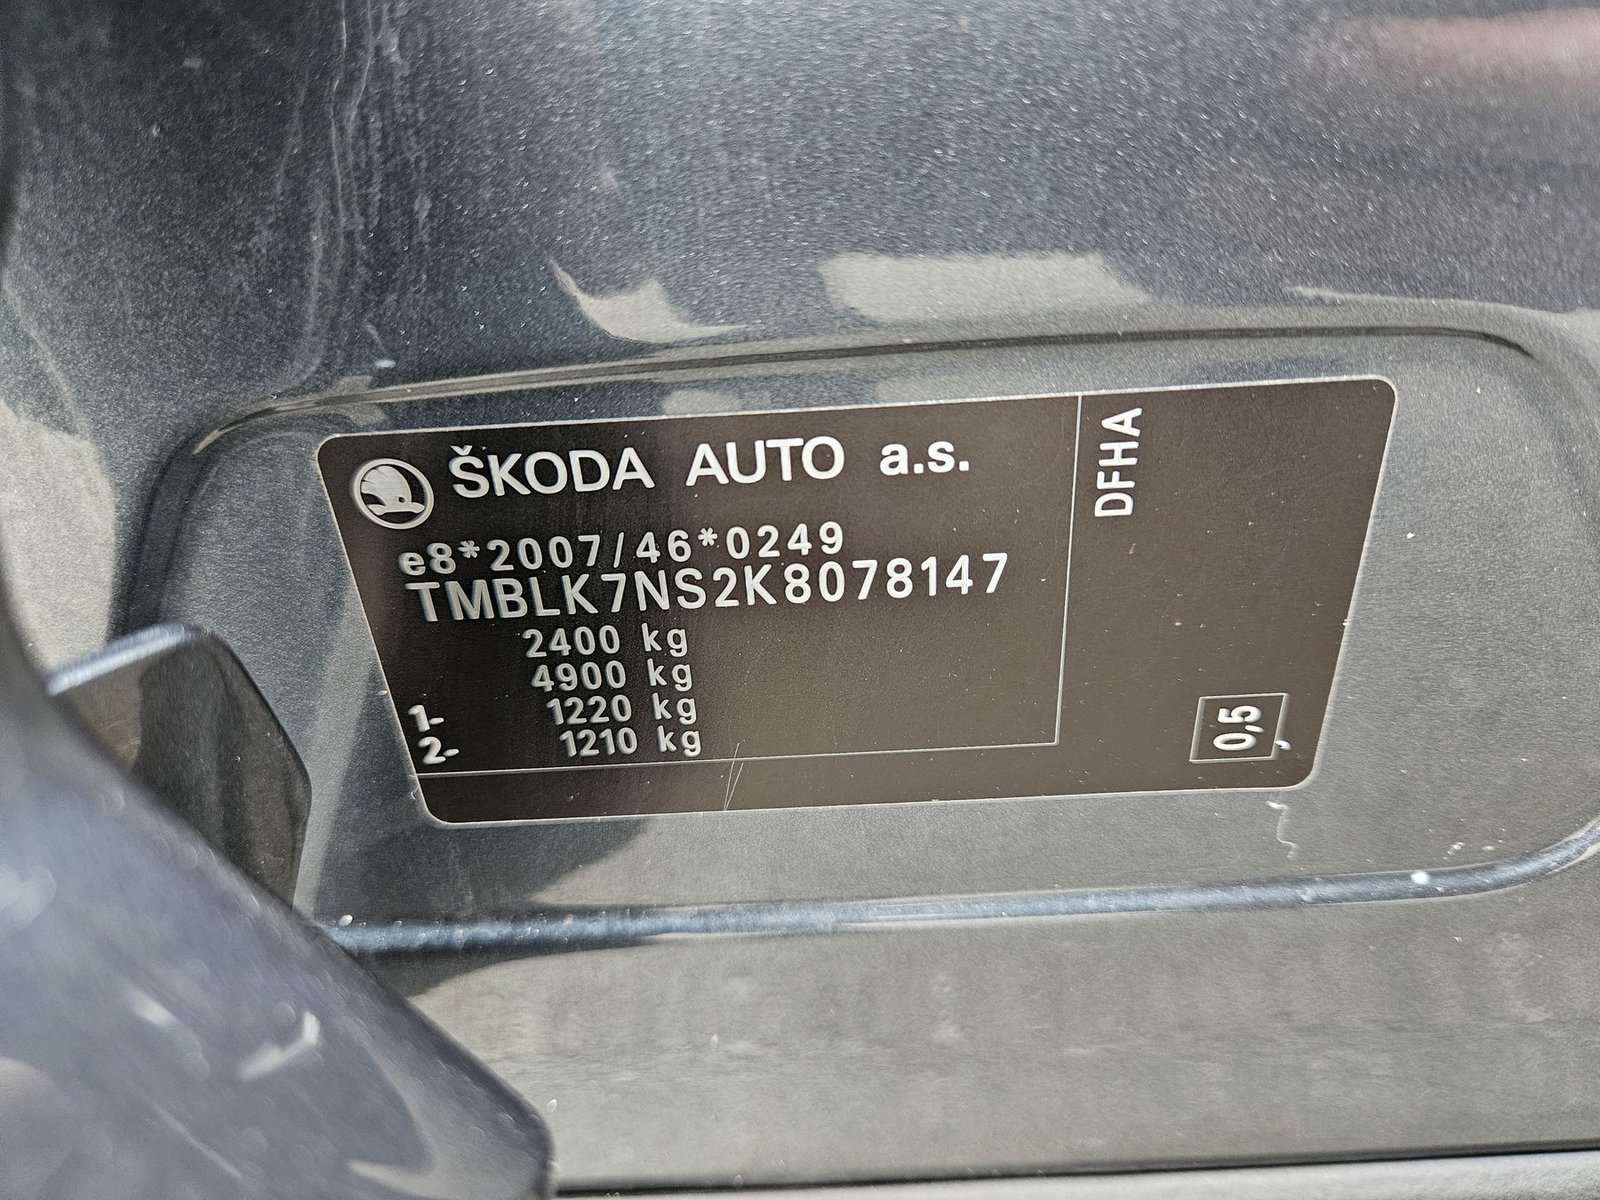 ŠKODA AUTO a.s.
e8*2007/46*0249
TMBLK7NS2K8078147
2400 kg
4900 kg
1- 1220 kg
2- 1210 kg
DFHA
0,5